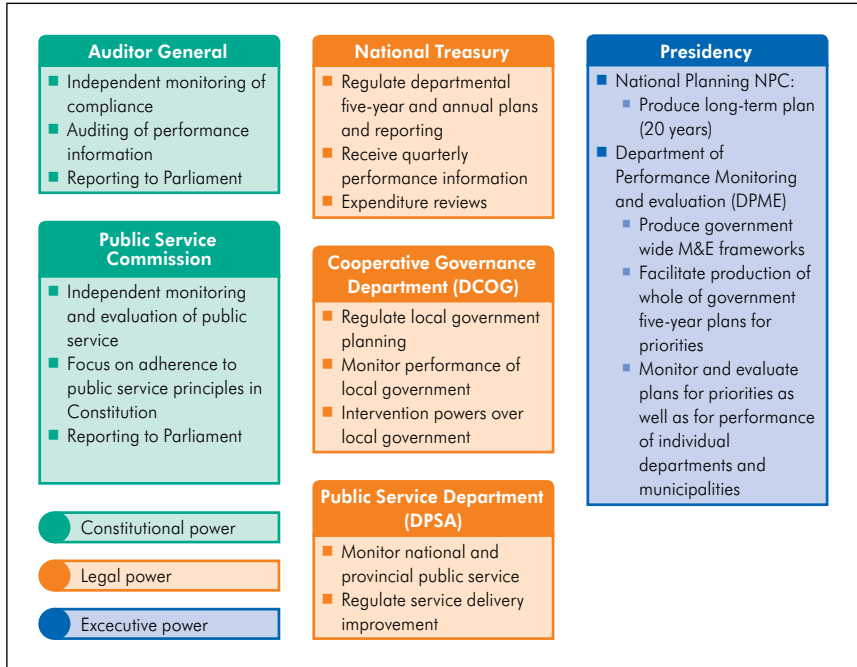 Auditor General
Independent monitoring of
compliance
Auditing of performance
information
Reporting to Parliament
Public Service
Commission
Independent monitoring
and evaluation of public
service
Focus on adherence to
public service principles in
Constitution
Reporting to Parliament
Constitutional power
Legal power
Excecutive power
National Treasury
Regulate departmental
five-year and annual plans
and reporting
Receive quarterly
performance information
Expenditure reviews
Cooperative Governance
Department (DCOG)
Regulate local government
planning
Monitor performance of
local government
Intervention powers over
local government
Public Service Department
(DPSA)
Monitor national and
provincial public service
Regulate service delivery
improvement
Presidency
National Planning NPC:
Produce long-term plan
(20 years)
Department of
Performance Monitoring
and evaluation (DPME)
Produce government
wide M&E frameworks
Facilitate production of
whole of government
five-year plans for
priorities
Monitor and evaluate
plans for priorities as
well as for performance
of individual
departments and
municipalities